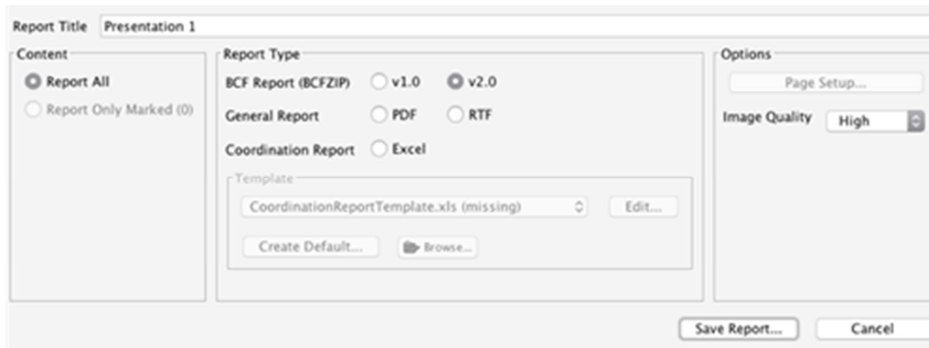 Report Title Presentation 1
Content
Report All
Report Only Marked (0)
Report Type
BCF Report (BCFZIP) v1.0 v2.0
General Report PDF RTF
Coordination Report Excel
Template
CoordinationReportTemplate.xls (missing) Edit...
Create Default... Browse...
Options
Page Setup...
Image Quality High
Save Report... Cancel